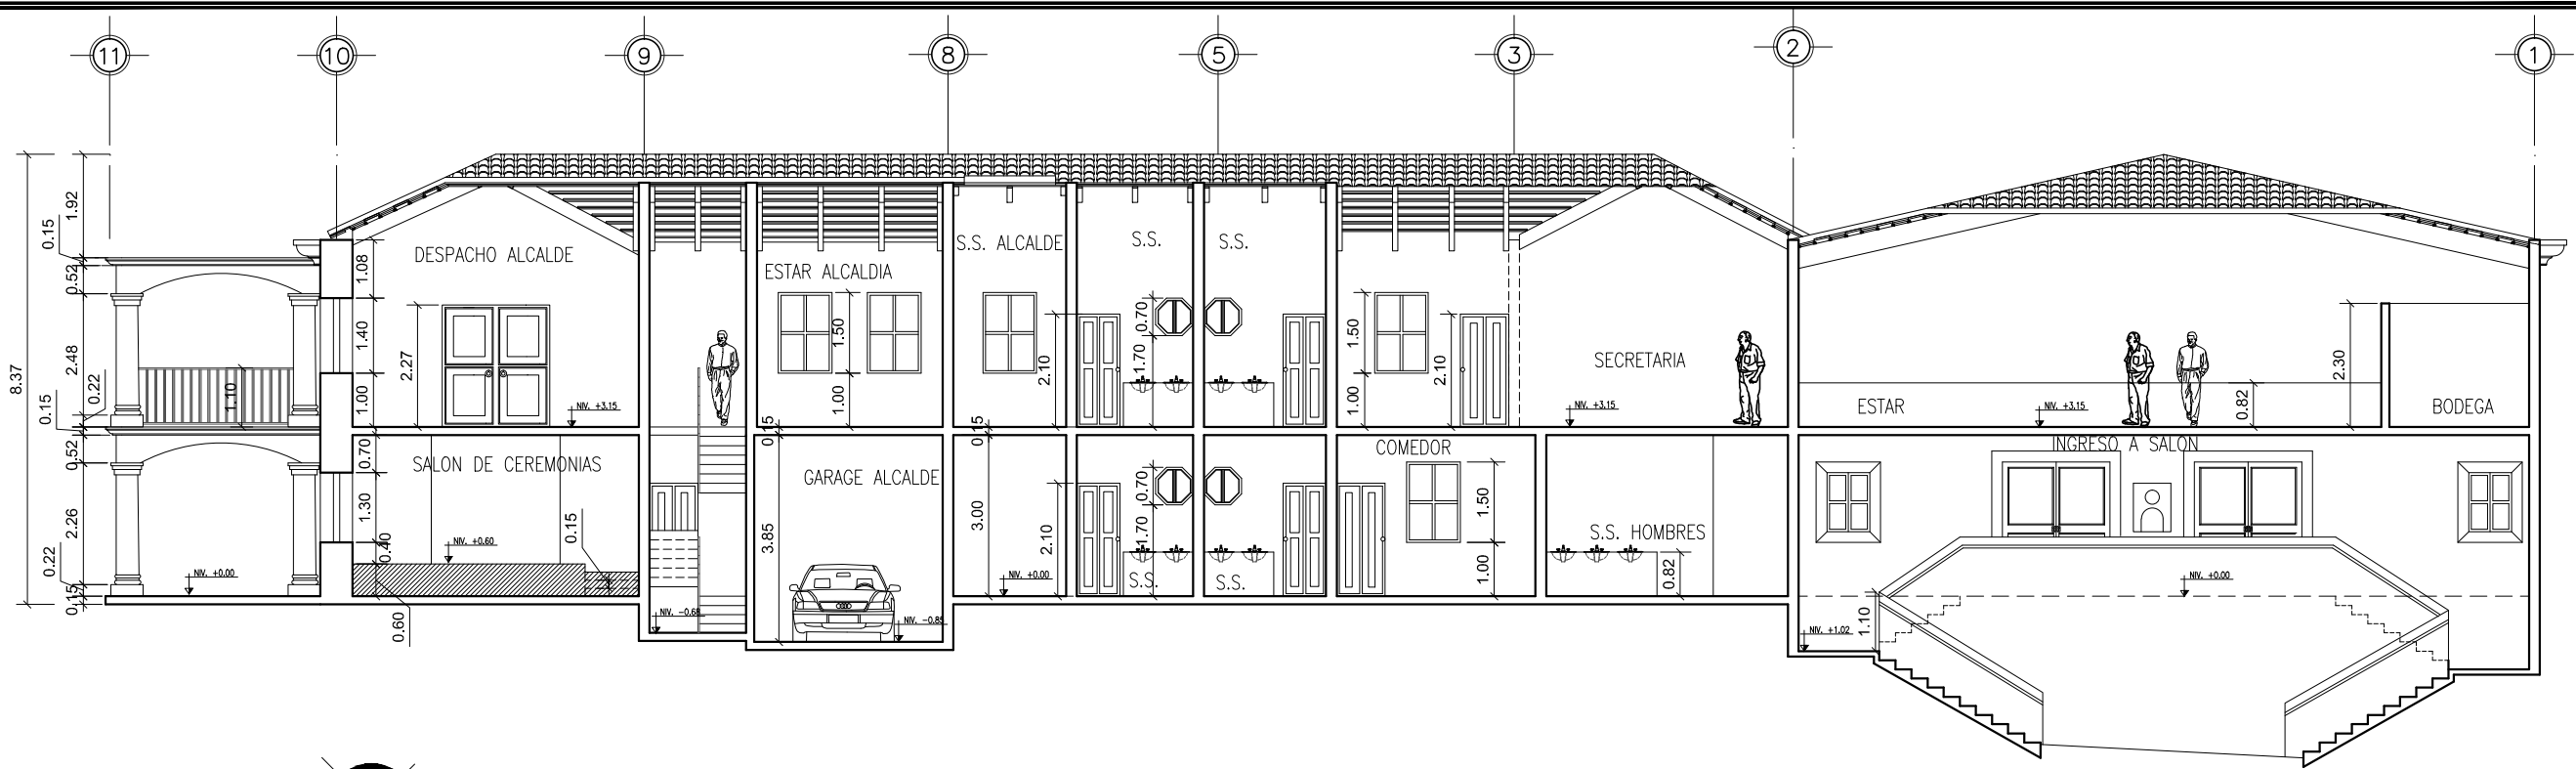 11 10 9 8 5 3 2 1
8.37
1.92
0.15
0.52
2.48
0.22
0.15
0.52
2.26
0.22
0.15
1.10
NIV. +0.00
1.08
1.40
1.00
0.70
1.30
0.40
0.60
DESPACHO ALCALDE
2.27
NIV. +3.15
SALON DE CEREMONIAS
NIV. +0.60
0.15
NIV. -0.68
ESTAR ALCALDIA
1.50
1.00
0.15
GARAGE ALCALDE
3.85
NIV. -0.85
S.S. ALCALDE
2.10
0.15
3.00
NIV. +0.00
2.10
S.S.
0.70
1.70
S.S.
0.70
1.70
S.S.
S.S.
1.50
1.00
2.10
COMEDOR
1.50
1.00
SECRETARIA
NIV. +3.15
S.S. HOMBRES
0.82
ESTAR
NIV. +3.15
0.82
2.30
BODEGA
INGRESO A SALON
NIV. +0.00
NIV. +1.02
1.10